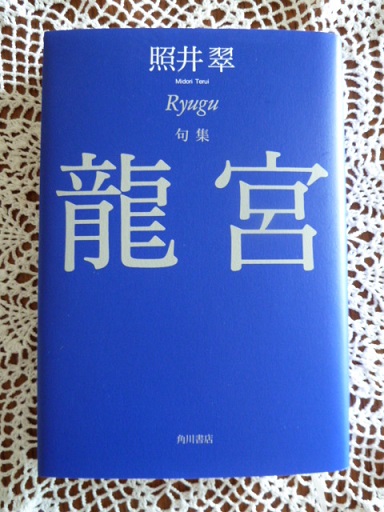 照井 翠
Midori Terui
Ryugu
句集
龍宮
角川書店